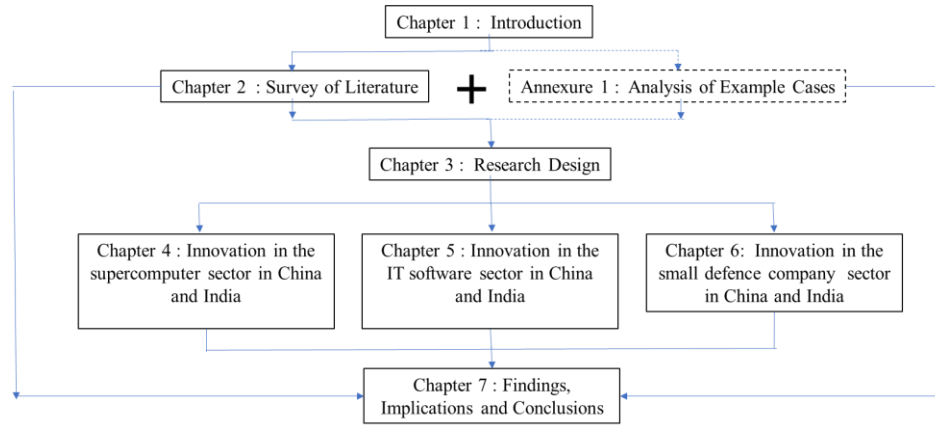 Chapter 1 : Introduction
Chapter 2 : Survey of Literature
+
Annexure 1 : Analysis of Example Cases
Chapter 3 : Research Design
Chapter 4 : Innovation in the
supercomputer sector in China
and India
Chapter 5 : Innovation in the
IT software sector in China
and India
Chapter 6: Innovation in the
small defence company sector
in China and India
Chapter 7 : Findings,
Implications and Conclusions